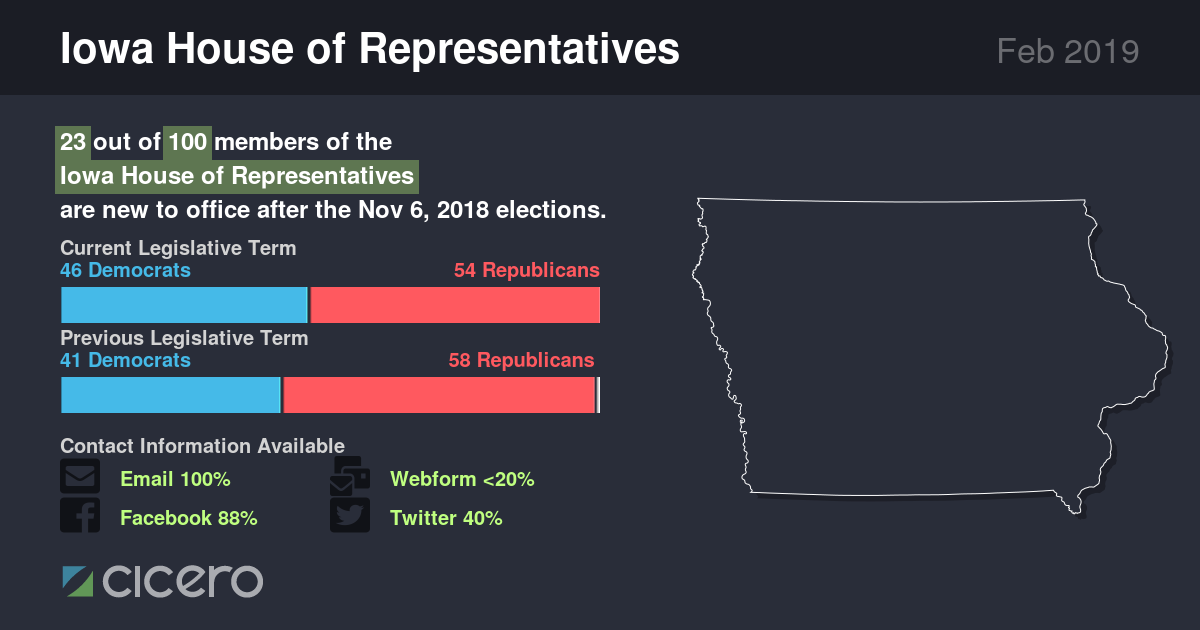 Iowa House of Representatives
Feb 2019
23 out of 100 members of the
Iowa House of Representatives
are new to office after the Nov 6, 2018 elections.
Current Legislative Term
46 Democrats 54 Republicans
Previous Legislative Term
41 Democrats 58 Republicans
Contact Information Available
Email 100% Webform <20%
Facebook 88% Twitter 40%
cicero